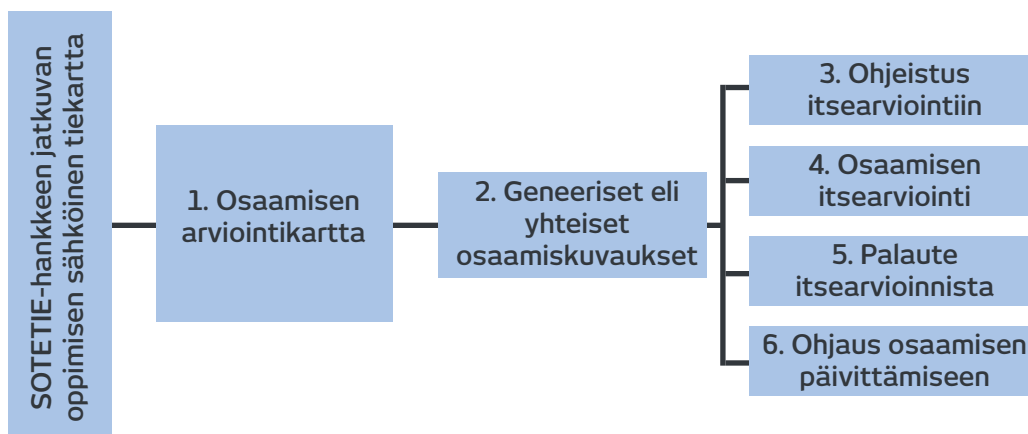 SOTETIE-hankkeen jatkuvan
oppimisen sähköinen tiekartta
1. Osaamisen
arviointikartta
2. Geneeriset eli
yhteiset
osaamiskuvaukset
3. Ohjeistus
itsearviointiin
4. Osaamisen
itsearviointi
5. Palaute
itsearvioinnista
6. Ohjaus osaamisen
päivittämiseen